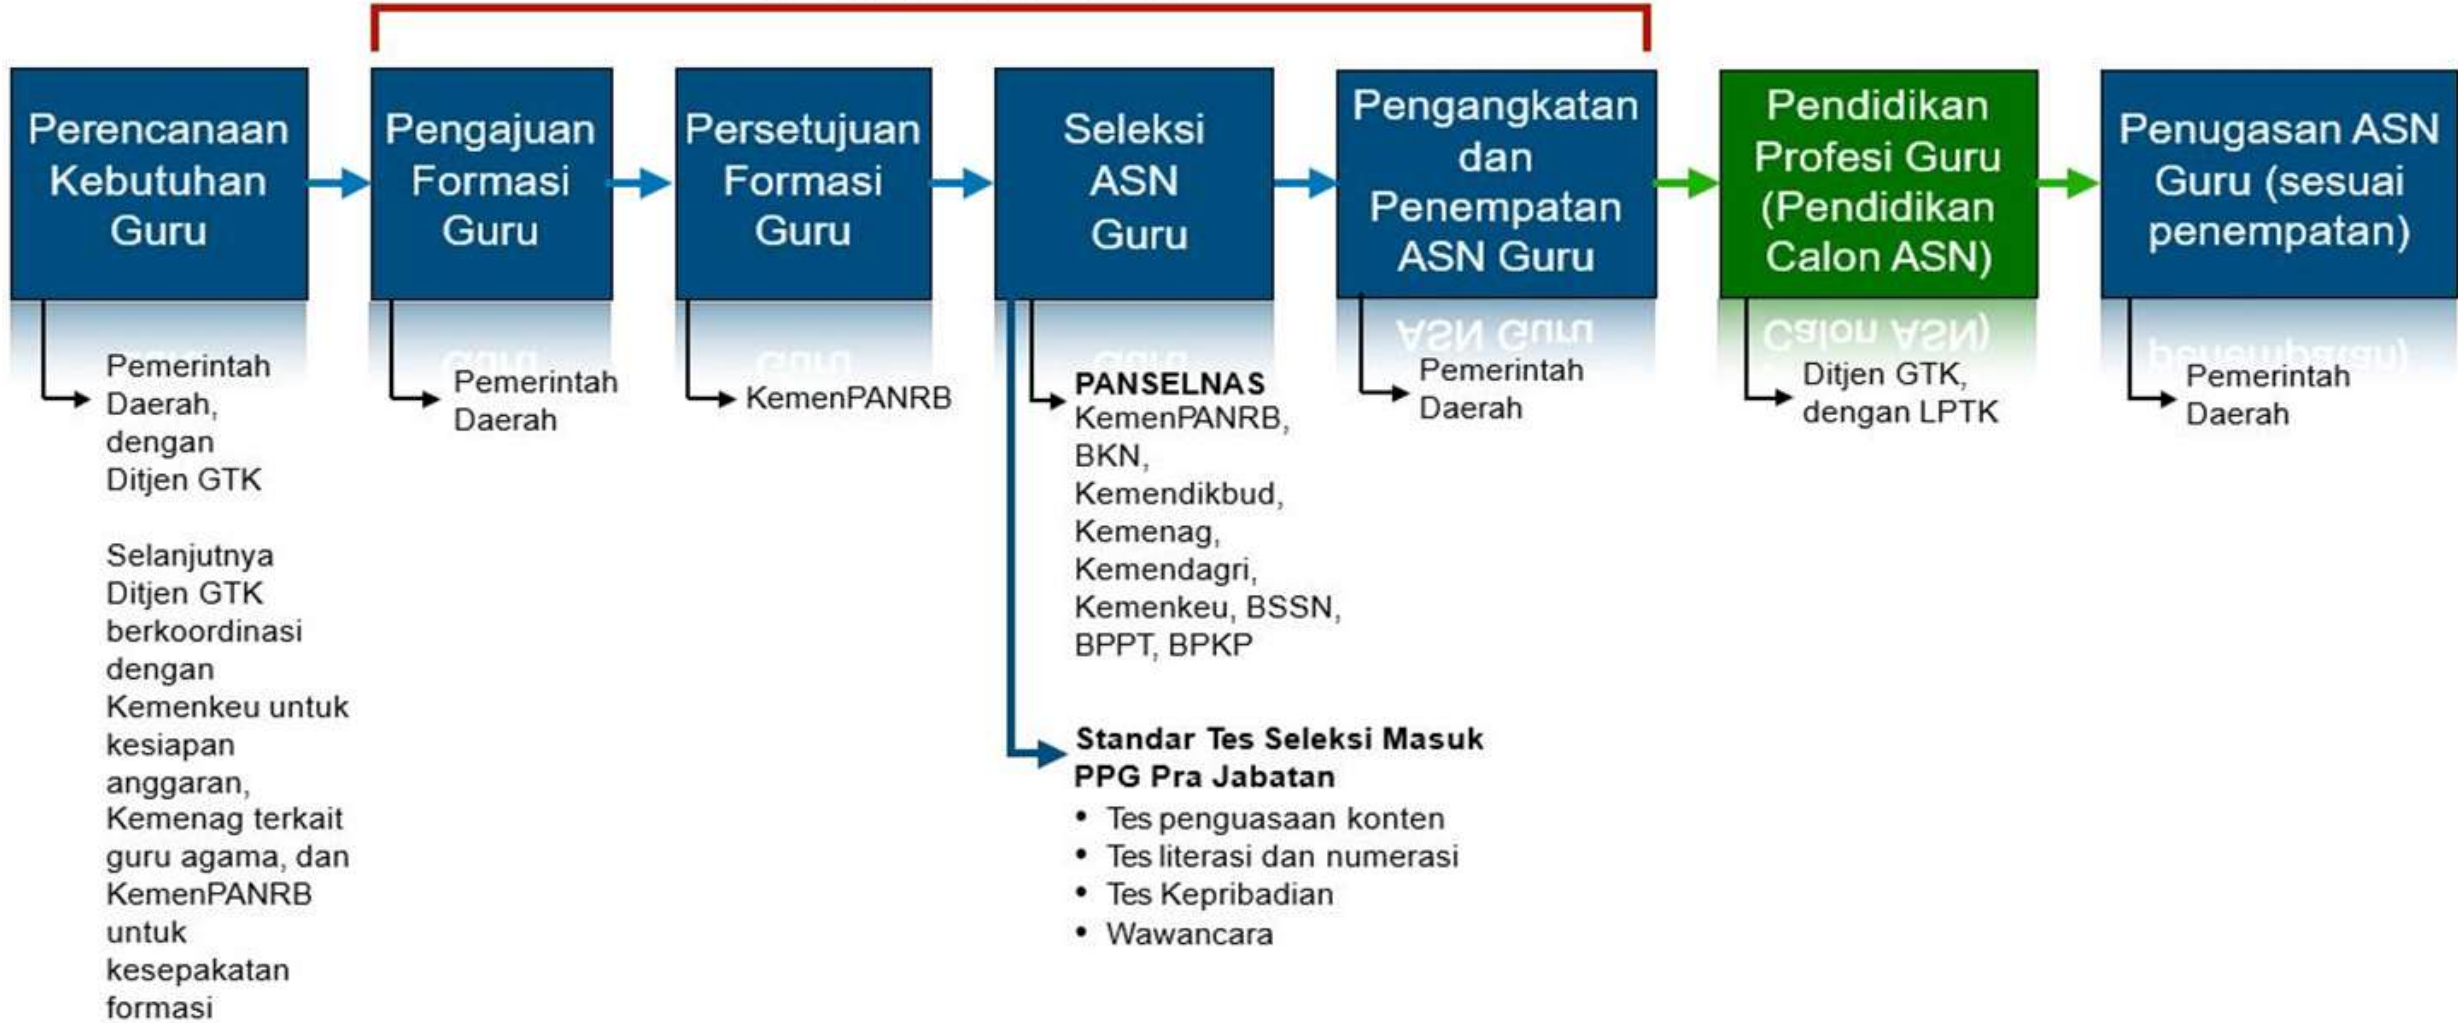 Perencanaan
Kebutuhan
Guru
Pengajuan
Formasi
Guru
Persetujuan
Formasi
Guru
Seleksi
ASN
Guru
Pengangkatan
dan
Penempatan
ASN Guru
Pendidikan
Profesi Guru
(Pendidikan
Calon ASN)
Penugasan ASN
Guru (sesuai
penempatan)
Pemerintah
Daerah,
dengan
Ditjen GTK
Selanjutnya
Ditjen GTK
berkoordinasi
dengan
Kemenkeu untuk
kesiapan
anggaran,
Kemenag terkait
guru agama, dan
KemenPANRB
untuk
kesepakatan
formasi
Pemerintah
Daerah
KemenPANRB
PANSELNAS
KemenPANRB,
BKN,
Kemendikbud,
Kemenag,
Kemendagri,
Kemenkeu, BSSN,
BPPT, BPKP
Standar Tes Seleksi Masuk
PPG Pra Jabatan
• Tes penguasaan konten
• Tes literasi dan numerasi
• Tes Kepribadian
• Wawancara
Pemerintah
Daerah
Ditjen GTK,
dengan LPTK
Pemerintah
Daerah